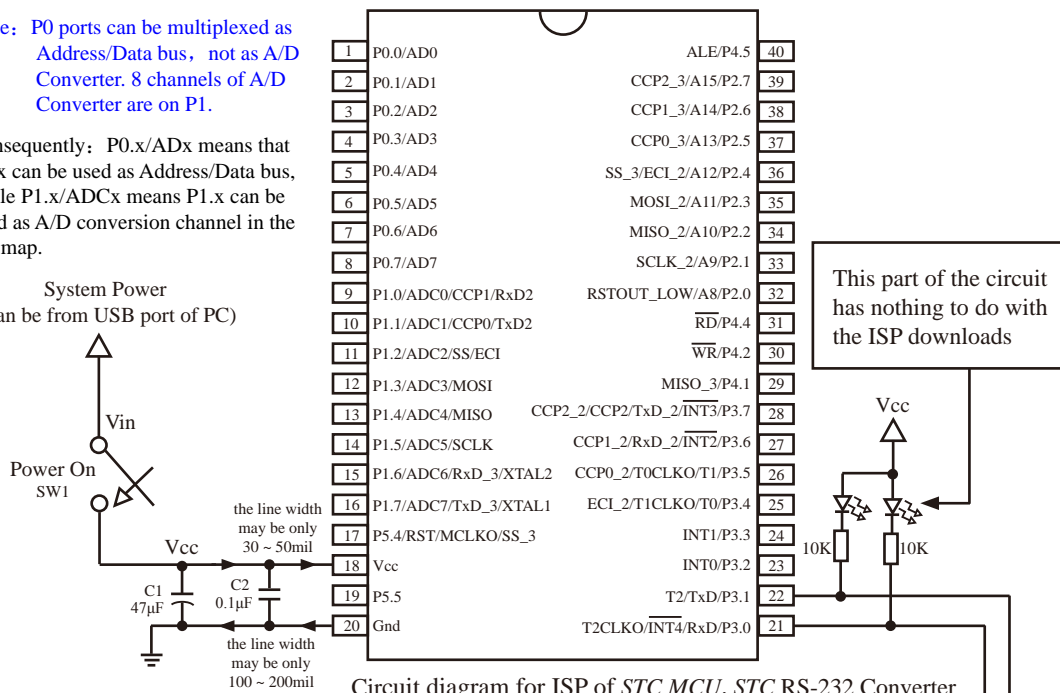 e：P0 ports can be multiplexed as
Address/Data bus，not as A/D
Converter. 8 channels of A/D
Converter are on P1.
nsequently：P0.x/ADx means that
x can be used as Address/Data bus,
le P1.x/ADCx means P1.x can be
d as A/D conversion channel in the
map.
System Power
an be from USB port of PC)
Vin
Power On
SW1
Vcc
C1
47μF
C2
0.1μF
the line width
may be only
30 ~ 50mil
the line width
may be only
100 ~ 200mil
1 P0.0/AD0
2 P0.1/AD1
3 P0.2/AD2
4 P0.3/AD3
5 P0.4/AD4
6 P0.5/AD5
7 P0.6/AD6
8 P0.7/AD7
9 P1.0/ADC0/CCP1/RxD2
10 P1.1/ADC1/CCP0/TxD2
11 P1.2/ADC2/SS/ECI
12 P1.3/ADC3/MOSI
13 P1.4/ADC4/MISO
14 P1.5/ADC5/SCLK
15 P1.6/ADC6/RxD_3/XTAL2
16 P1.7/ADC7/TxD_3/XTAL1
17 P5.4/RST/MCLKO/SS_3
18 Vcc
19 P5.5
20 Gnd
ALE/P4.5 40
CCP2_3/A15/P2.7 39
CCP1_3/A14/P2.6 38
CCP0_3/A13/P2.5 37
SS_3/ECI_2/A12/P2.4 36
MOSI_2/A11/P2.3 35
MISO_2/A10/P2.2 34
SCLK_2/A9/P2.1 33
RSTOUT_LOW/A8/P2.0 32
RD/P4.4 31
WR/P4.2 30
MISO_3/P4.1 29
CCP2_2/CCP2/TxD_2/INT3/P3.7 28
CCP1_2/RxD_2/INT2/P3.6 27
CCP0_2/T0CLKO/T1/P3.5 26
ECI_2/T1CLKO/T0/P3.4 25
INT1/P3.3 24
INT0/P3.2 23
T2/TxD/P3.1 22
T2CLKO/INT4/RxD/P3.0 21
This part of the circuit
has nothing to do with
the ISP downloads
Vcc
10K
10K
Circuit diagram for ISP of STC MCU, STC RS-232 Converter